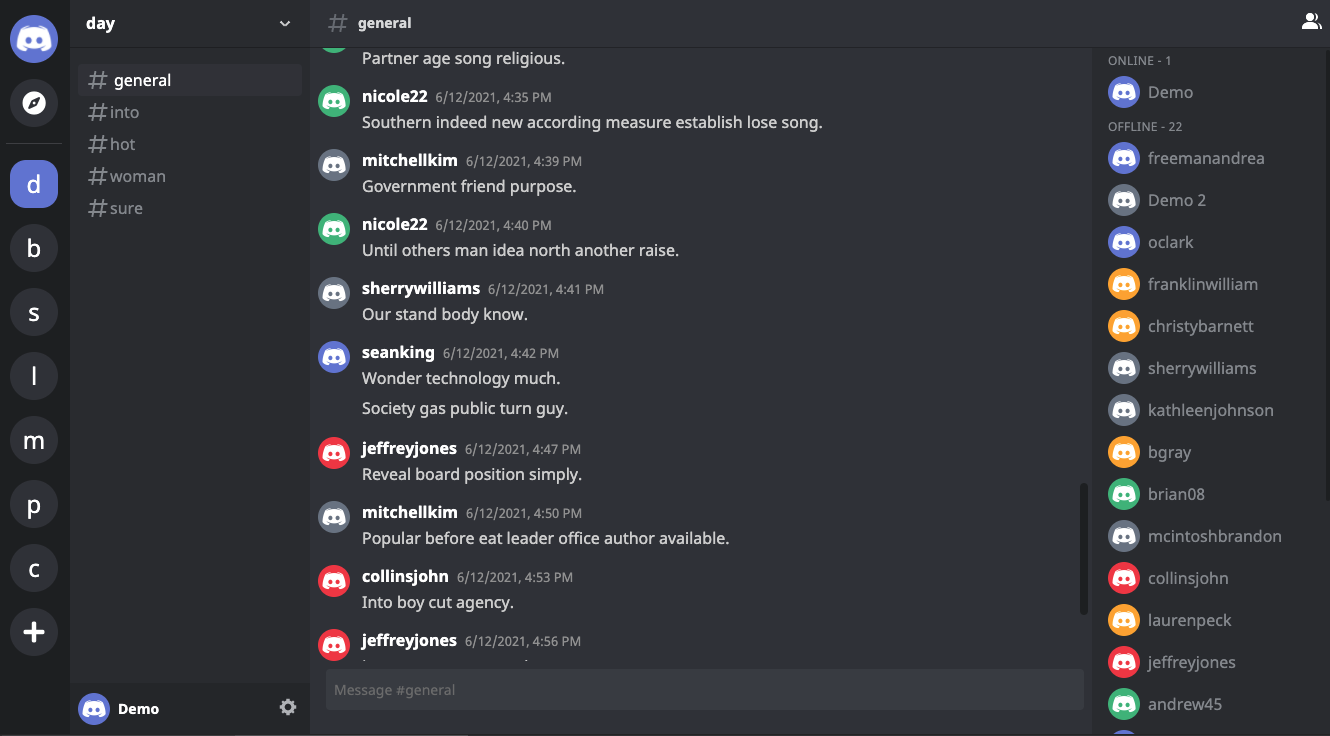 d
b
s
l
m
p
c
day
general
into
hot
woman
sure
Demo
general
Partner age song religious.
nicole22 6/12/2021, 4:35 PM
Southern indeed new according measure establish lose song.
mitchellkim 6/12/2021, 4:39 PM
Government friend purpose.
nicole22 6/12/2021, 4:40 PM
Until others man idea north another raise.
sherrywilliams 6/12/2021, 4:41 PM
Our stand body know.
seanking 6/12/2021, 4:42 PM
Wonder technology much.
Society gas public turn guy.
jeffreyjones 6/12/2021, 4:47 PM
Reveal board position simply.
mitchellkim 6/12/2021, 4:50 PM
Popular before eat leader office author available.
collinsjohn 6/12/2021, 4:53 PM
Into boy cut agency.
jeffreyjones 6/12/2021, 4:56 PM
Message #general
ONLINE - 1
Demo
OFFLINE - 22
freemanandrea
Demo 2
oclark
franklinwilliam
christybarnett
sherrywilliams
kathleenjohnson
bgray
brian08
mcintoshbrandon
collinsjohn
laurenpeck
jeffreyjones
andrew45